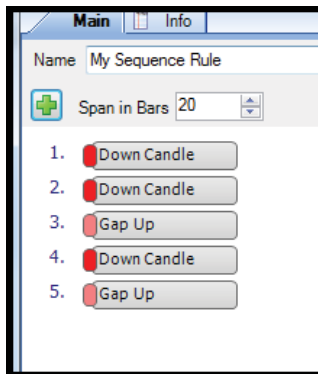 Main Info
Name My Sequence Rule
Span in Bars 20
1. Down Candle
2. Down Candle
3. Gap Up
4. Down Candle
5. Gap Up